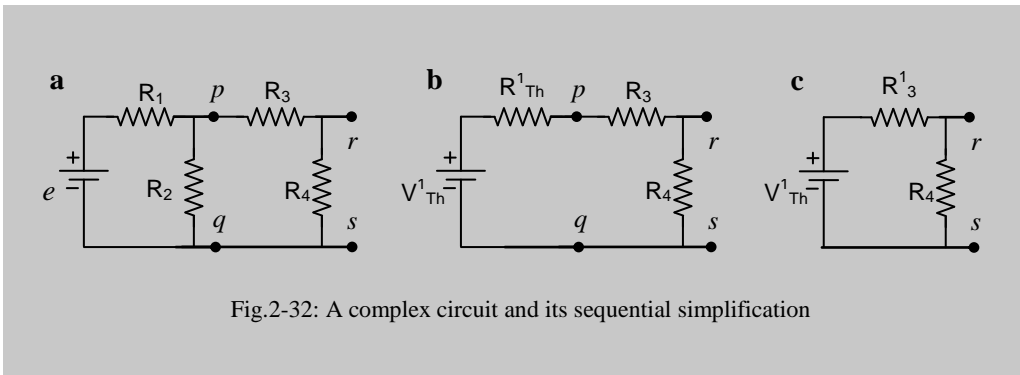 a
R₁ p R₃
r
+
e −
R₂ R₄
q s
b
R¹Th p R₃
r
+
V¹Th −
R₄
q s
c
R¹₃
r
+
V¹Th −
R₄
s
Fig.2-32: A complex circuit and its sequential simplification